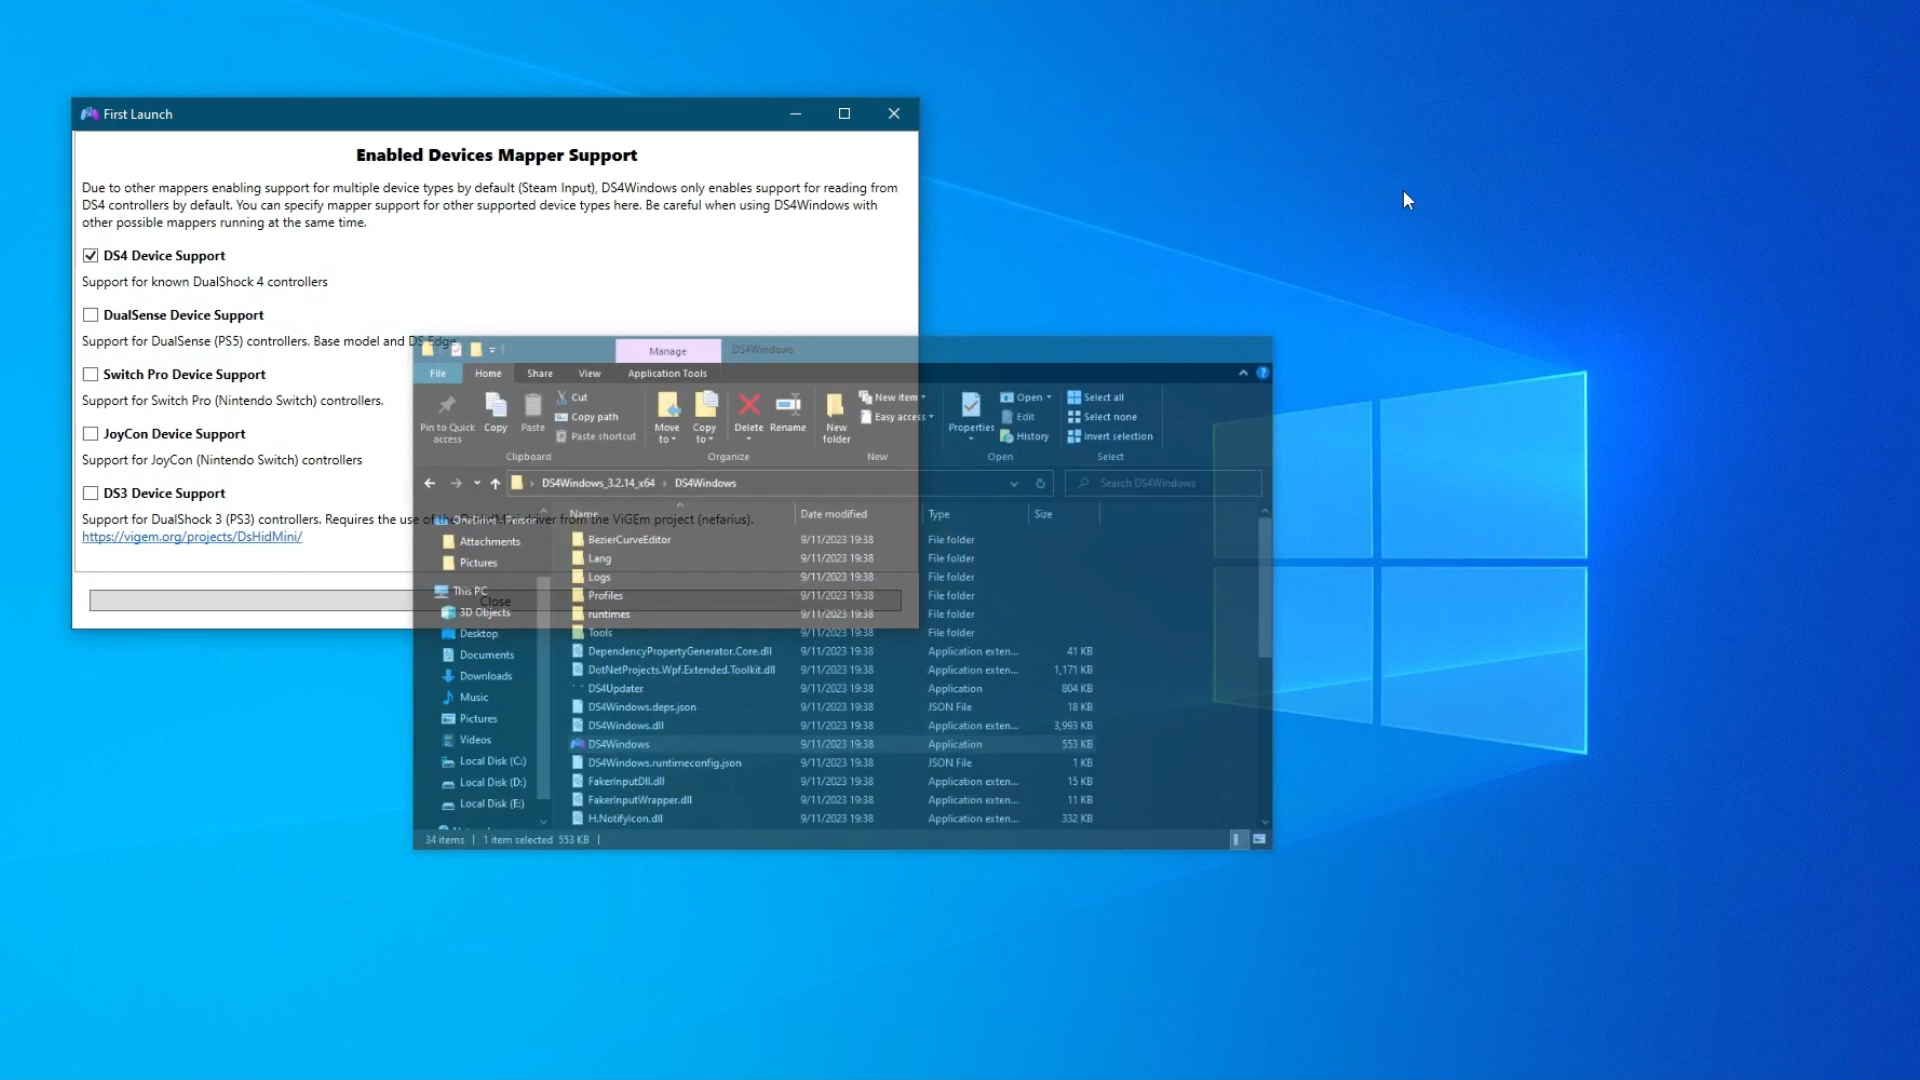 First Launch
Enabled Devices Mapper Support
Due to other mappers enabling support for multiple device types by default (Steam Input), DS4Windows only enables support for reading from
DS4 controllers by default. You can specify mapper support for other supported device types here. Be careful when using DS4Windows with
other possible mappers running at the same time.
DS4 Device Support
Support for known DualShock 4 controllers
DualSense Device Support
Support for DualSense (PS5) controllers. Base model and DS Edge
Switch Pro Device Support
Support for Switch Pro (Nintendo Switch) controllers.
JoyCon Device Support
Support for JoyCon (Nintendo Switch) controllers
DS3 Device Support
Support for DualShock 3 (PS3) controllers. Requires the use of the DsHidMini driver from the ViGEm project (nefarius).
https://vigem.org/projects/DsHidMini/
Close
Manage DS4Windows
File Home Share View Application Tools
Pin to Quick access
Copy
Paste
Cut
Copy path
Paste shortcut
Clipboard
Move to
Copy to
Delete
Rename
Organize
New folder
New item
Easy access
New
Properties
Open
Edit
History
Open
Select all
Select none
Invert selection
Select
DS4Windows_3.2.14_x64 › DS4Windows
Search DS4Windows
Attachments
Pictures
This PC
3D Objects
Desktop
Documents
Downloads
Music
Pictures
Videos
Local Disk (C:)
Local Disk (D:)
Local Disk (E:)
Name Date modified Type Size
BezierCurveEditor 9/11/2023 19:38 File folder
Lang 9/11/2023 19:38 File folder
Logs 9/11/2023 19:38 File folder
Profiles 9/11/2023 19:38 File folder
runtimes 9/11/2023 19:38 File folder
Tools 9/11/2023 19:38 File folder
DependencyPropertyGenerator.Core.dll 9/11/2023 19:38 Application exten... 41 KB
DotNetProjects.Wpf.Extended.Toolkit.dll 9/11/2023 19:38 Application exten... 1,171 KB
DS4Updater 9/11/2023 19:38 Application 804 KB
DS4Windows.deps.json 9/11/2023 19:38 JSON File 18 KB
DS4Windows.dll 9/11/2023 19:38 Application exten... 3,993 KB
DS4Windows 9/11/2023 19:38 Application 553 KB
DS4Windows.runtimeconfig.json 9/11/2023 19:38 JSON File 1 KB
FakerInputDll.dll 9/11/2023 19:38 Application exten... 15 KB
FakerInputWrapper.dll 9/11/2023 19:38 Application exten... 11 KB
H.NotifyIcon.dll 9/11/2023 19:38 Application exten... 332 KB
34 items 1 item selected 553 KB